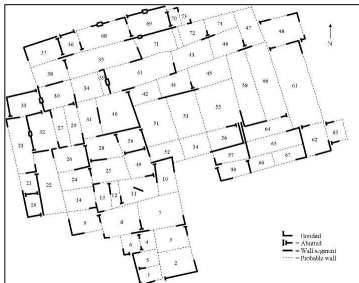 N
70 73
69
36 68 72 74
37 71 47 48
35 43 46
38 41
34 45
33 30 42 44 58 60 61
32 31 40 55
27 29 51 53
23 28 39 56 64
26 25 49 52 54 65
57
21 22 24 10 59 66 67 62 63
20 14 13 12 11
9 8 7
6 4 3
5
1 2
= Bonded
= Abutted
= Wall segment
= Probable wall